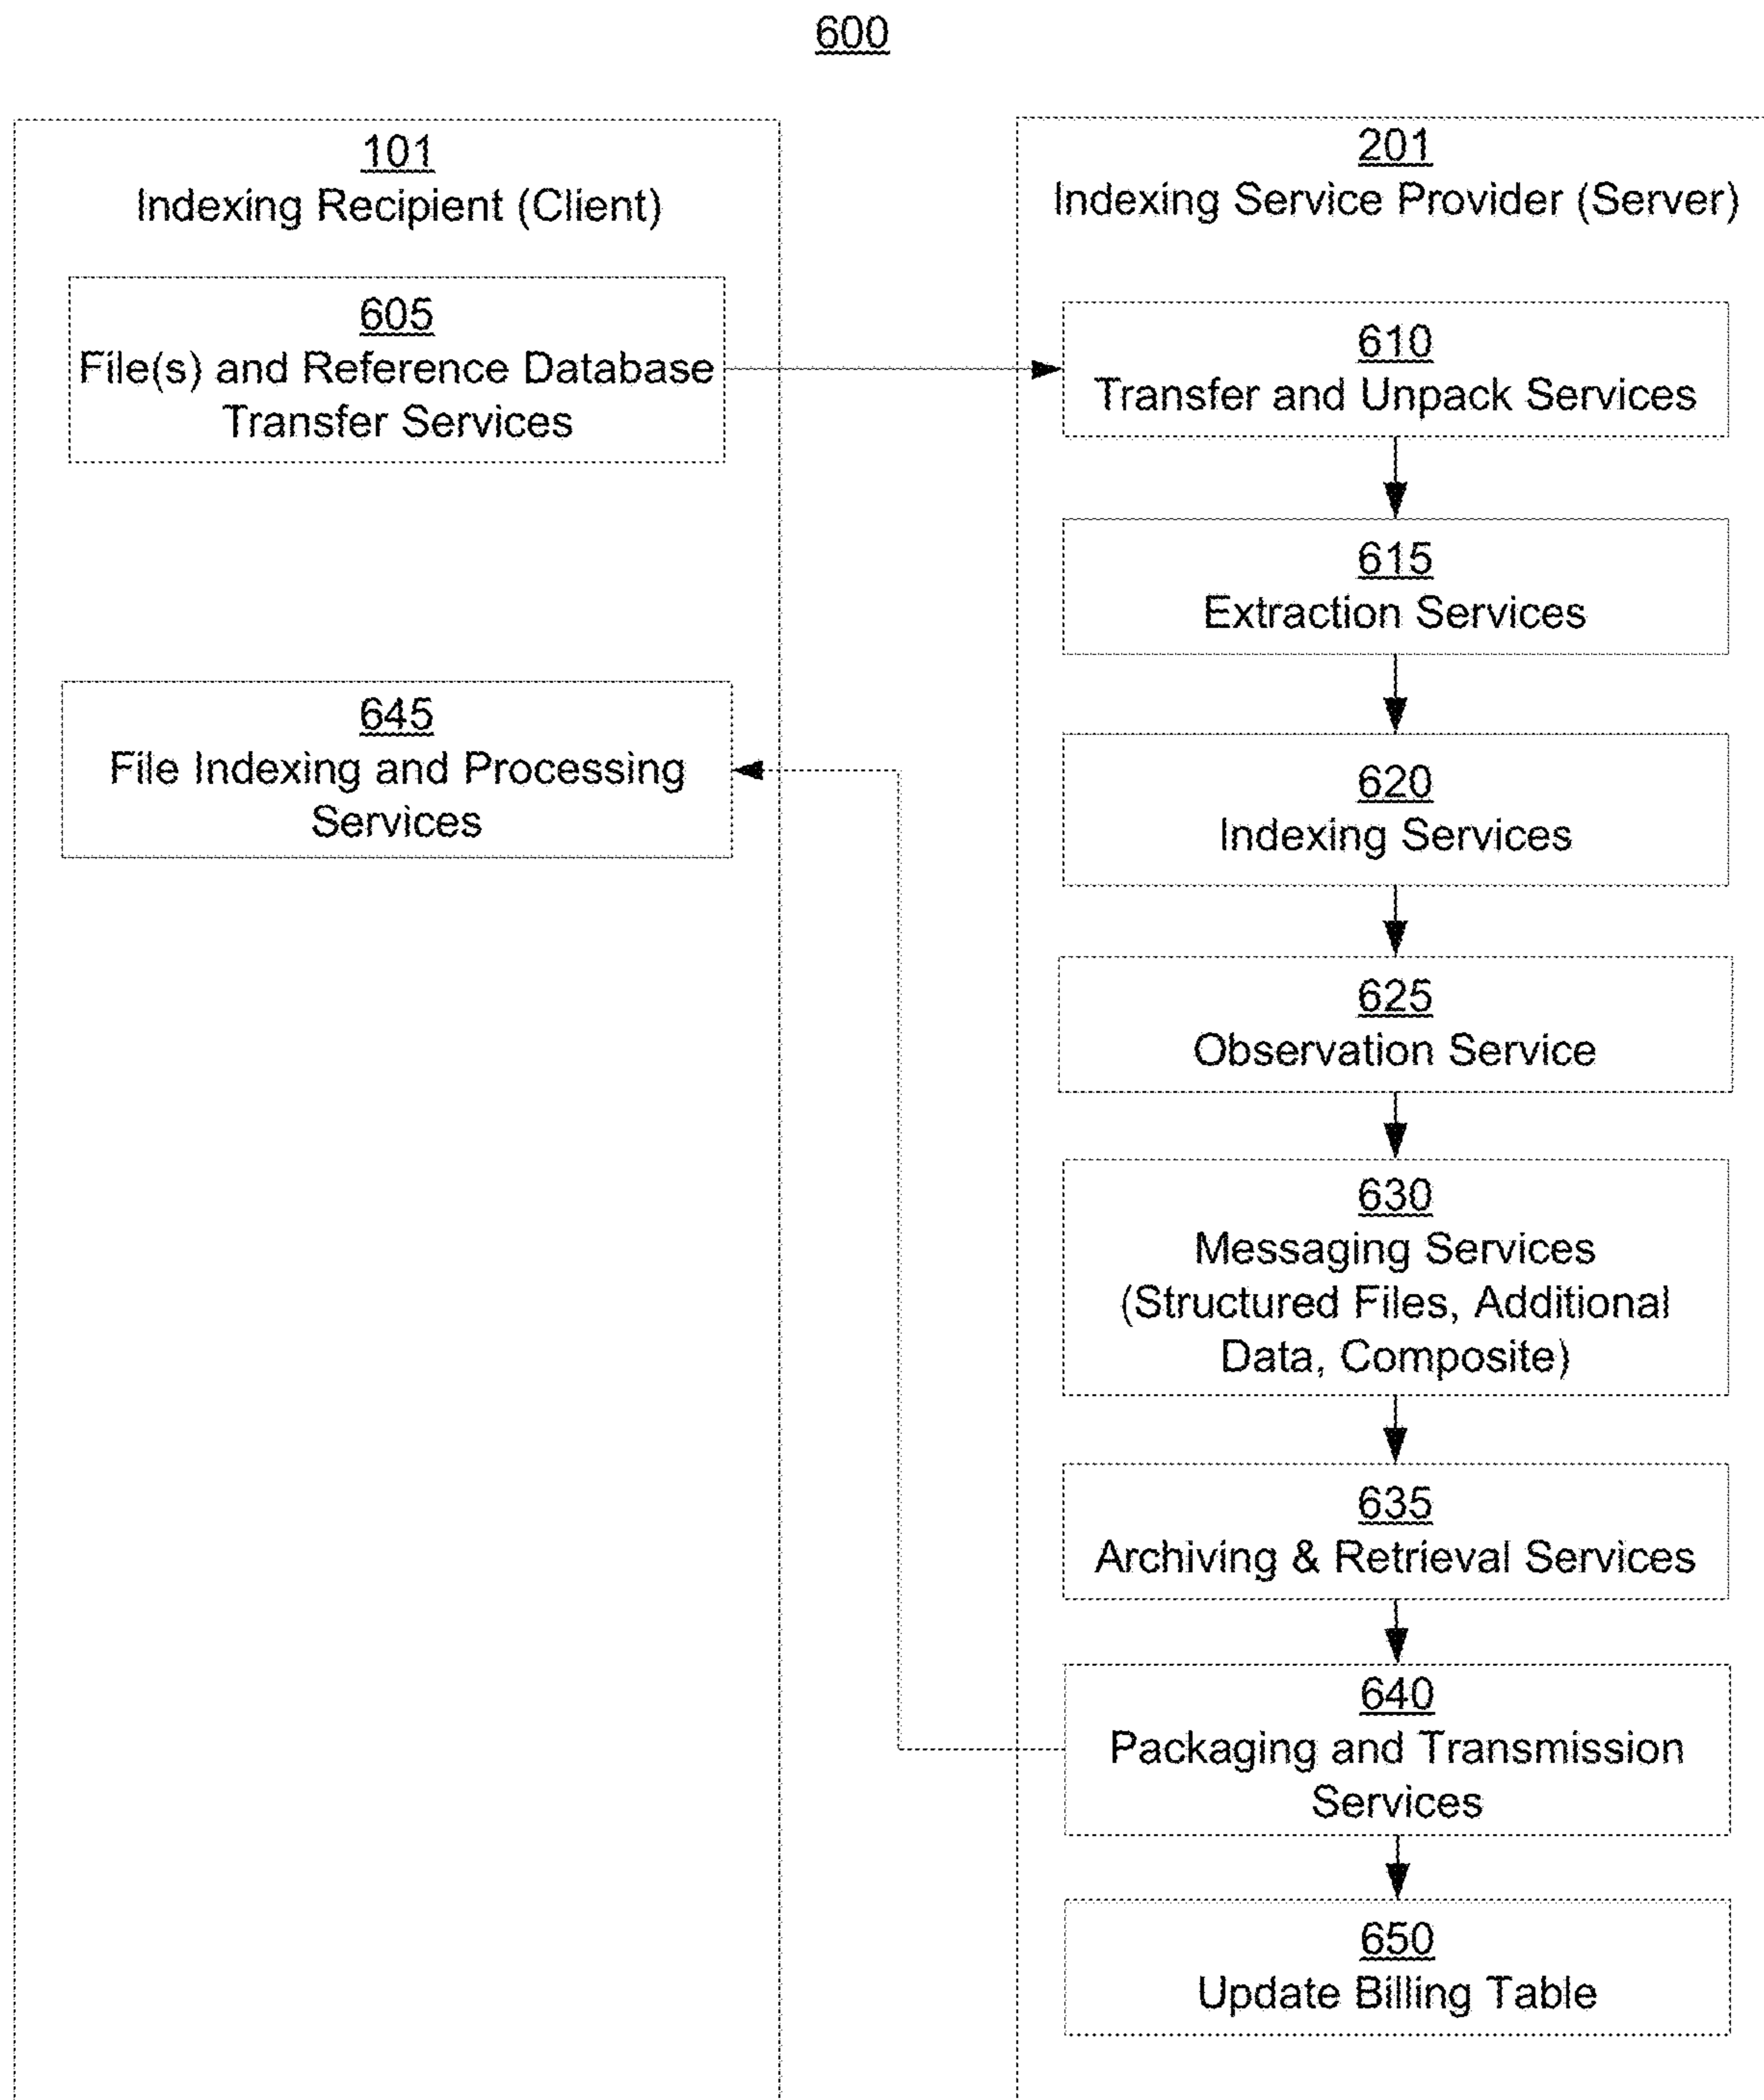 600
101
Indexing Recipient (Client)
605
File(s) and Reference Database
Transfer Services
645
File Indexing and Processing
Services
201
Indexing Service Provider (Server)
610
Transfer and Unpack Services
615
Extraction Services
620
Indexing Services
625
Observation Service
630
Messaging Services
(Structured Files, Additional
Data, Composite)
635
Archiving & Retrieval Services
640
Packaging and Transmission
Services
650
Update Billing Table